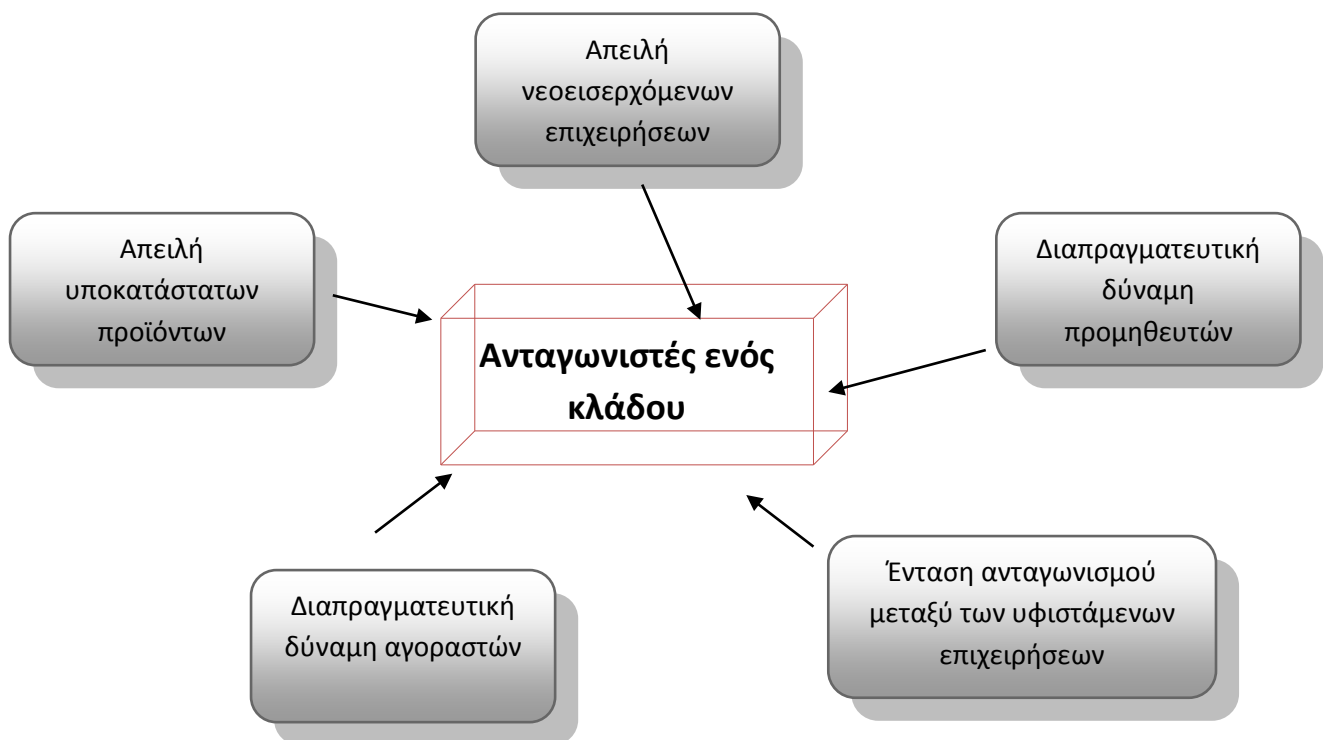 Απειλή
νεοεισερχόμενων
επιχειρήσεων
Απειλή
υποκατάστατων
προϊόντων
Διαπραγματευτική
δύναμη
προμηθευτών
Ανταγωνιστές ενός
κλάδου
Διαπραγματευτική
δύναμη αγοραστών
Ένταση ανταγωνισμού
μεταξύ των υφιστάμενων
επιχειρήσεων